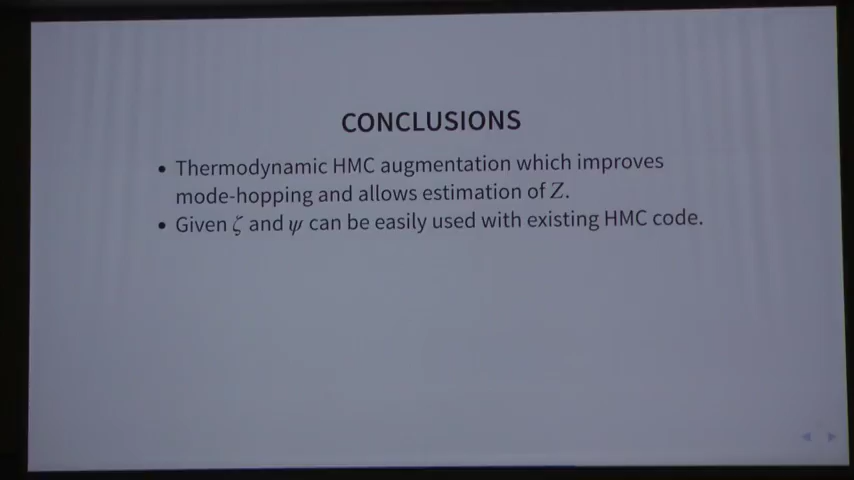 CONCLUSIONS
• Thermodynamic HMC augmentation which improves
mode-hopping and allows estimation of Z.
• Given ζ and ψ can be easily used with existing HMC code.